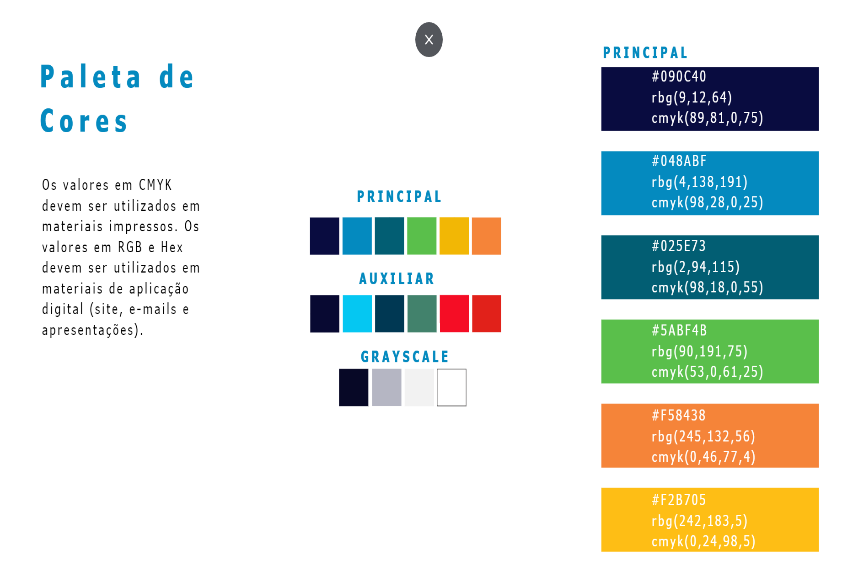 X
Paleta de
Cores
Os valores em CMYK
devem ser utilizados em
materiais impressos. Os
valores em RGB e Hex
devem ser utilizados em
materiais de aplicação
digital (site, e-mails e
apresentações).
PRINCIPAL
AUXILIAR
GRAYSCALE
PRINCIPAL
#090C40
rbg(9,12,64)
cmyk(89,81,0,75)
#048ABF
rbg(4,138,191)
cmyk(98,28,0,25)
#025E73
rbg(2,94,115)
cmyk(98,18,0,55)
#5ABF4B
rbg(90,191,75)
cmyk(53,0,61,25)
#F58438
rbg(245,132,56)
cmyk(0,46,77,4)
#F2B705
rbg(242,183,5)
cmyk(0,24,98,5)